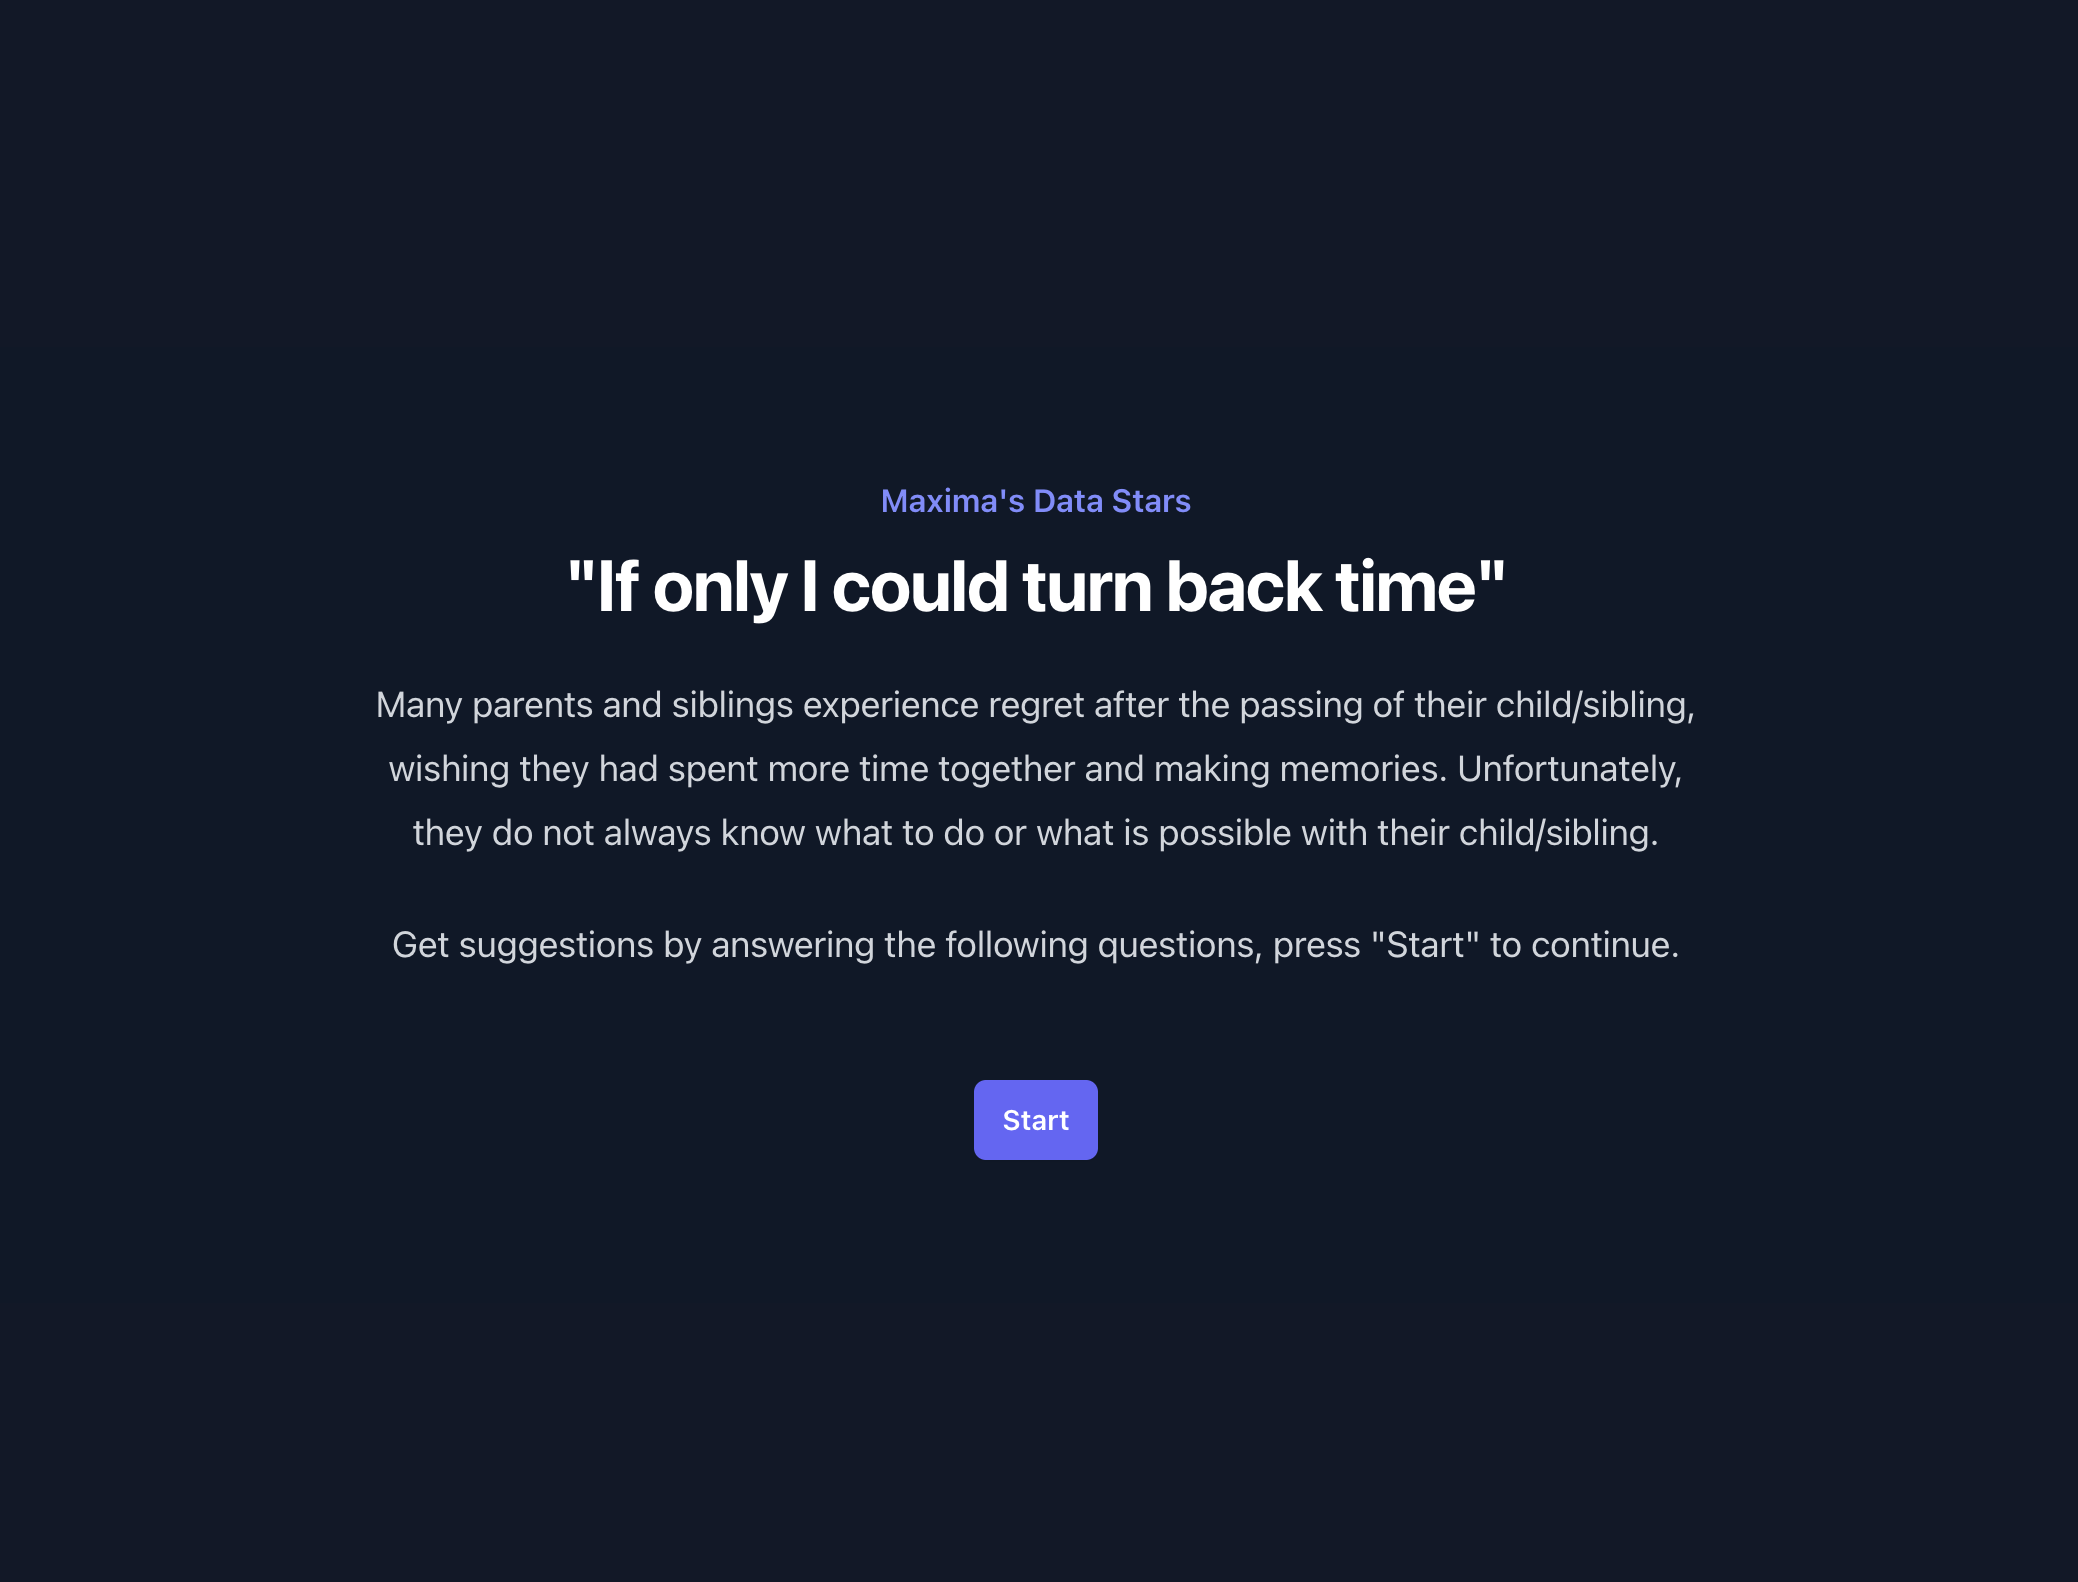 Maxima's Data Stars
"If only I could turn back time"
Many parents and siblings experience regret after the passing of their child/sibling,
wishing they had spent more time together and making memories. Unfortunately,
they do not always know what to do or what is possible with their child/sibling.
Get suggestions by answering the following questions, press "Start" to continue.
Start